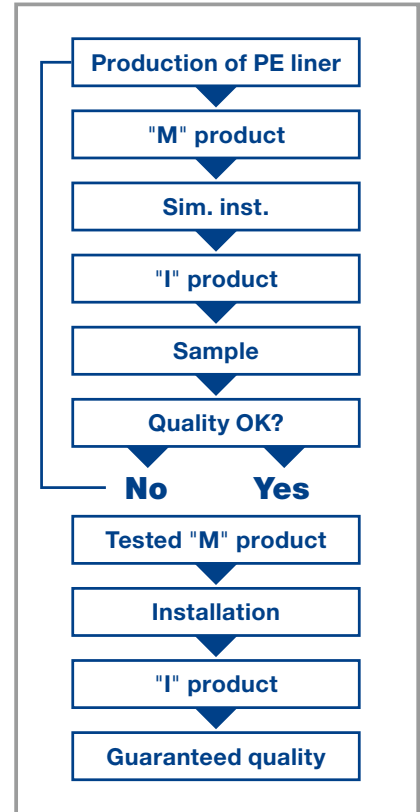 Production of PE liner
"M" product
Sim. inst.
"I" product
Sample
Quality OK?
No Yes
Tested "M" product
Installation
"I" product
Guaranteed quality